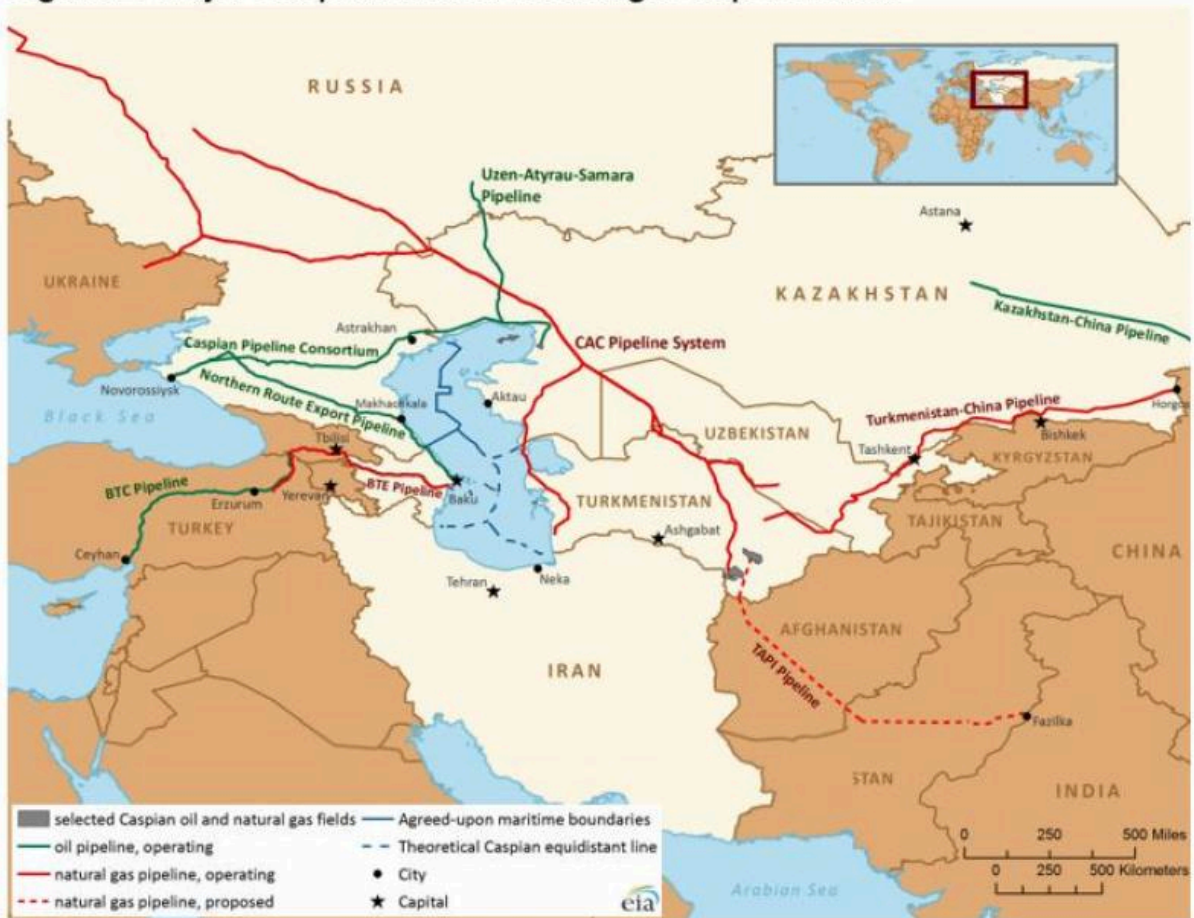 RUSSIA
Uzen-Atyrau-Samara
Pipeline
Astana
UKRAINE
KAZAKHSTAN
Kazakhstan-China Pipeline
Astrakhan
CAC Pipeline System
Caspian Pipeline Consortium
Novorossiysk
Northern Route Export Pipeline
Makhachkala
Aktau
Turkmenistan-China Pipeline
Black Sea
Bishkek
Tbilisi
UZBEKISTAN
Tashkent
KYRGYZSTAN
BTC Pipeline
BTE Pipeline
Baku
Erzurum
Yerevan
TURKMENISTAN
TURKEY
Ashgabat
TAJIKISTAN
Ceyhan
CHINA
Tehran
Neka
AFGHANISTAN
IRAN
TAPI Pipeline
Fazilka
STAN
INDIA
selected Caspian oil and natural gas fields
oil pipeline, operating
natural gas pipeline, operating
natural gas pipeline, proposed
Agreed-upon maritime boundaries
Theoretical Caspian equidistant line
City
Capital
eia
Arabian Sea
0 250 500 Miles
0 250 500 Kilometers